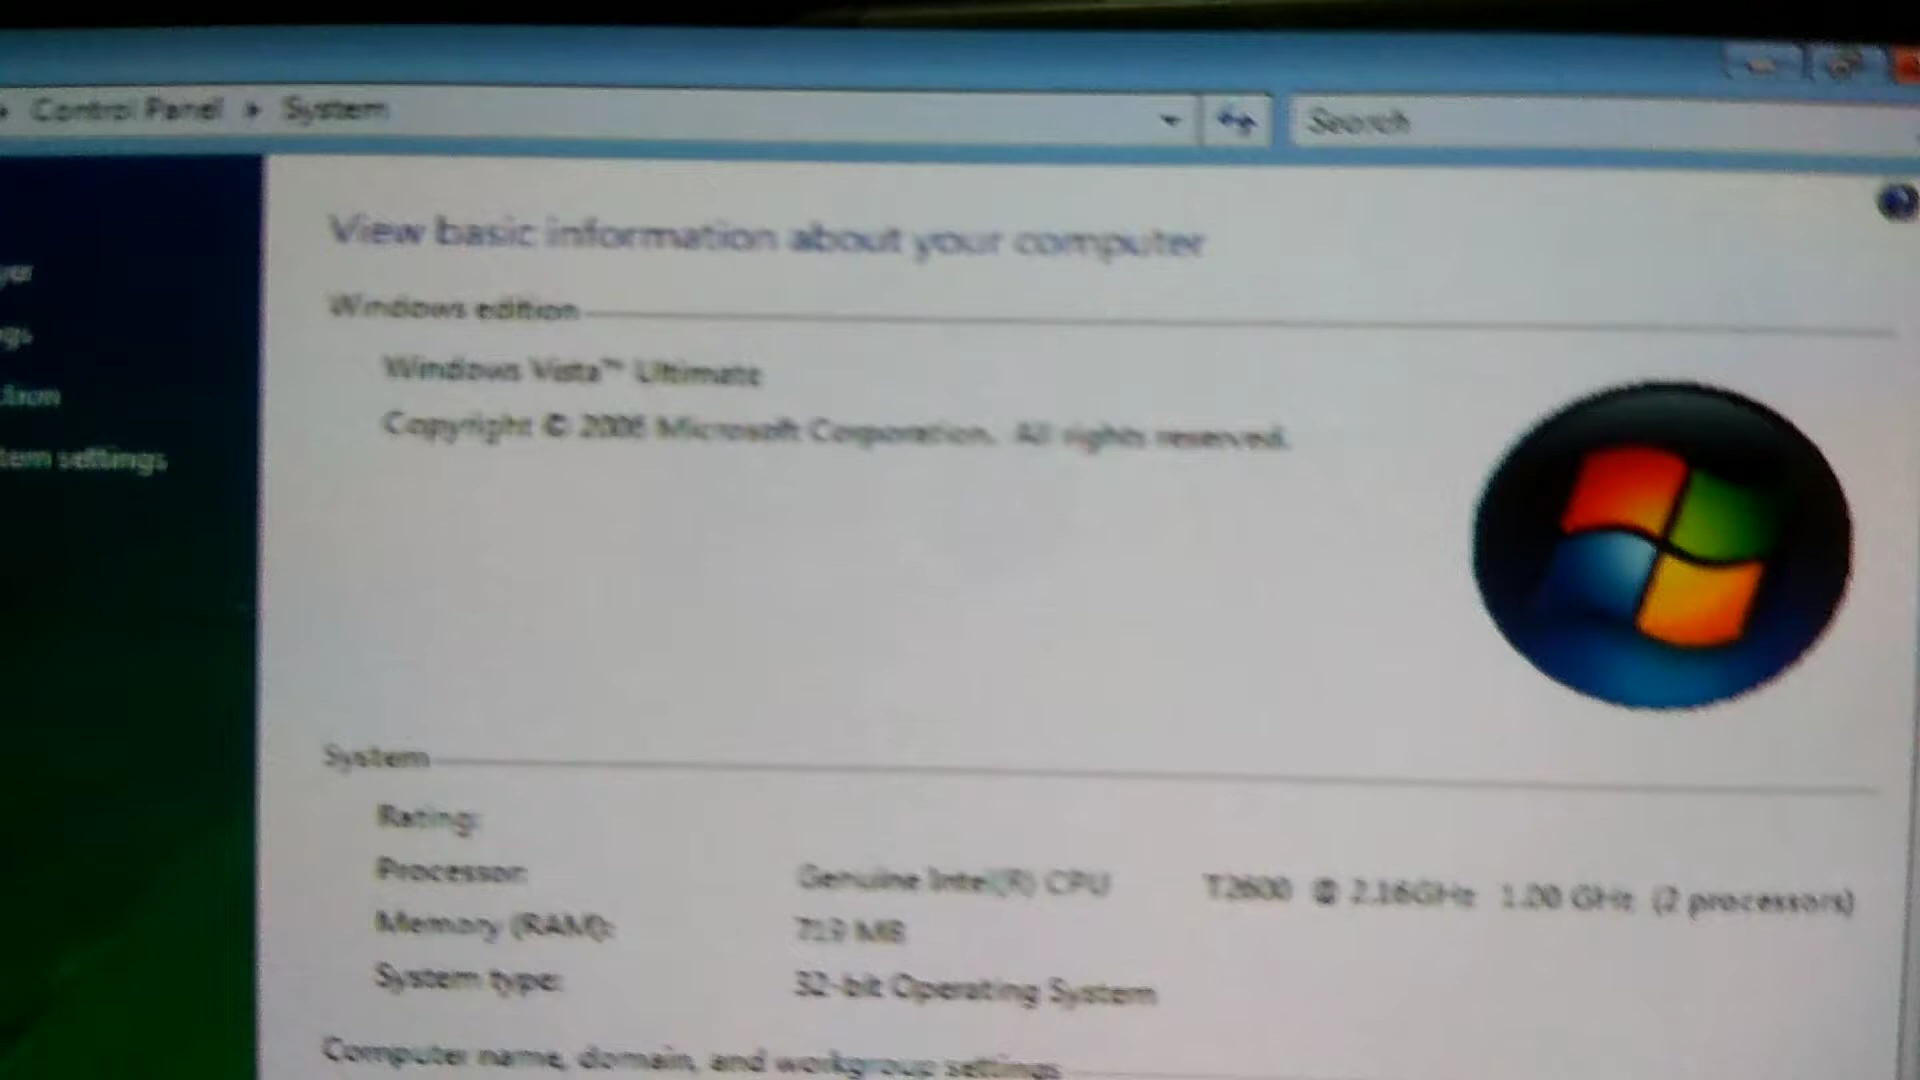 Control Panel ▸ System
Search
View basic information about your computer
Windows edition
Windows Vista™ Ultimate
Copyright © 2006 Microsoft Corporation. All rights reserved.
tem settings
System
Rating:
Processor: Genuine Intel(R) CPU T2600 @ 2.16GHz 1.00 GHz (2 processors)
Memory (RAM): 719 MB
System type: 32-bit Operating System
Computer name, domain, and workgroup settings